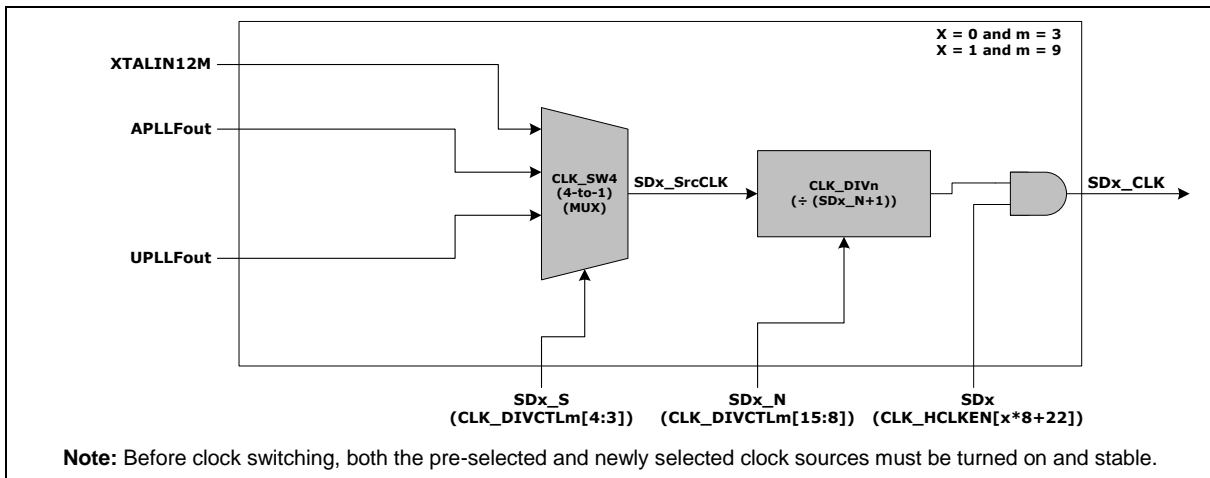 X = 0 and m = 3
X = 1 and m = 9
XTALIN12M
APLLFout
UPLLFout
CLK_SW4
(4-to-1)
(MUX)
SDx_SrcCLK
CLK_DIVn
(÷ (SDx_N+1))
SDx_CLK
SDx_S
(CLK_DIVCTLm[4:3])
SDx_N
(CLK_DIVCTLm[15:8])
SDx
(CLK_HCLKEN[x*8+22])
Note: Before clock switching, both the pre-selected and newly selected clock sources must be turned on and stable.